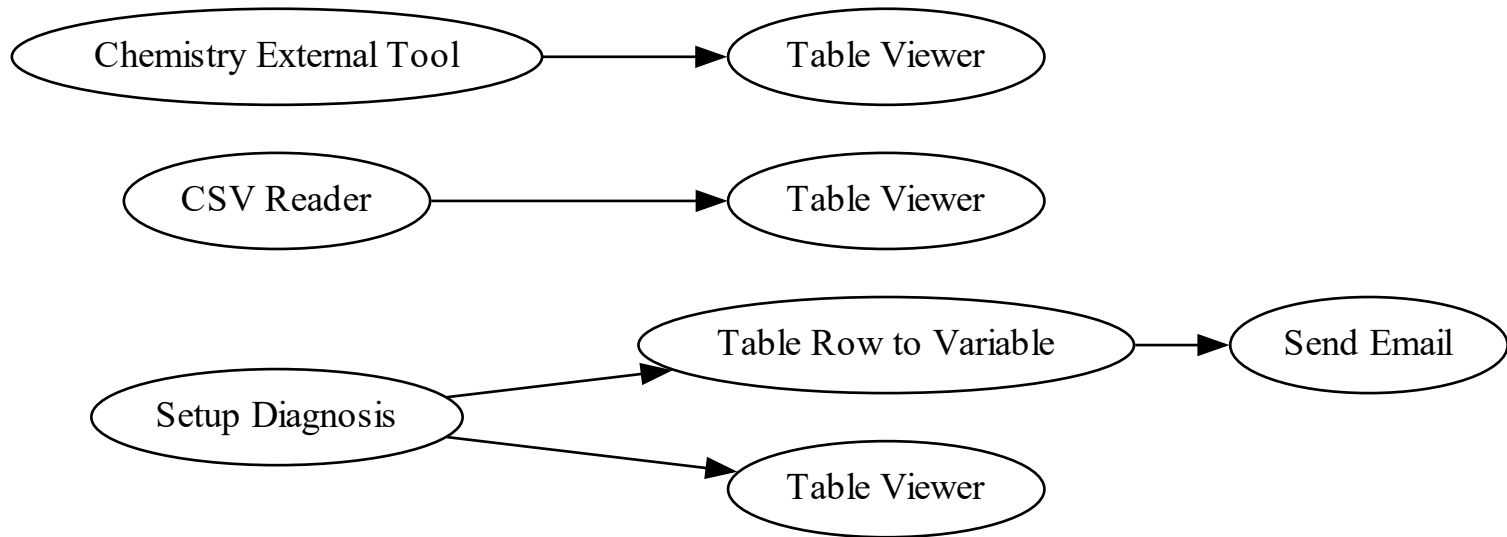 Chemistry External Tool
Table Viewer
CSV Reader
Table Viewer
Table Row to Variable
Send Email
Setup Diagnosis
Table Viewer